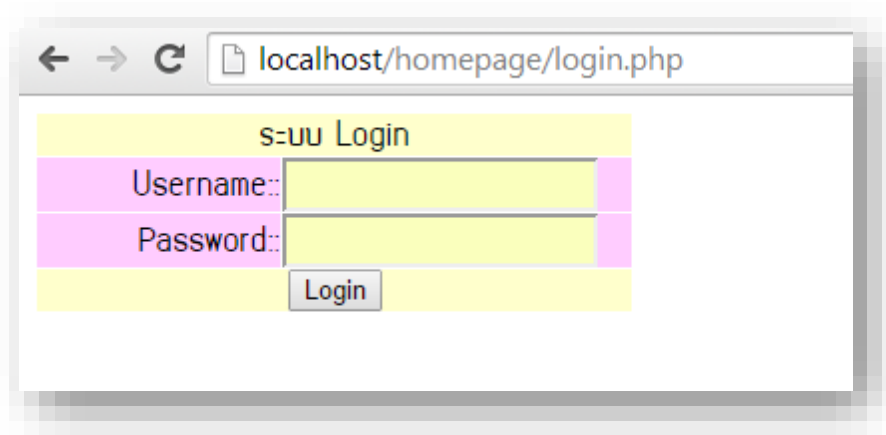 localhost/homepage/login.php
ระบบ Login
Username::
Password::
Login